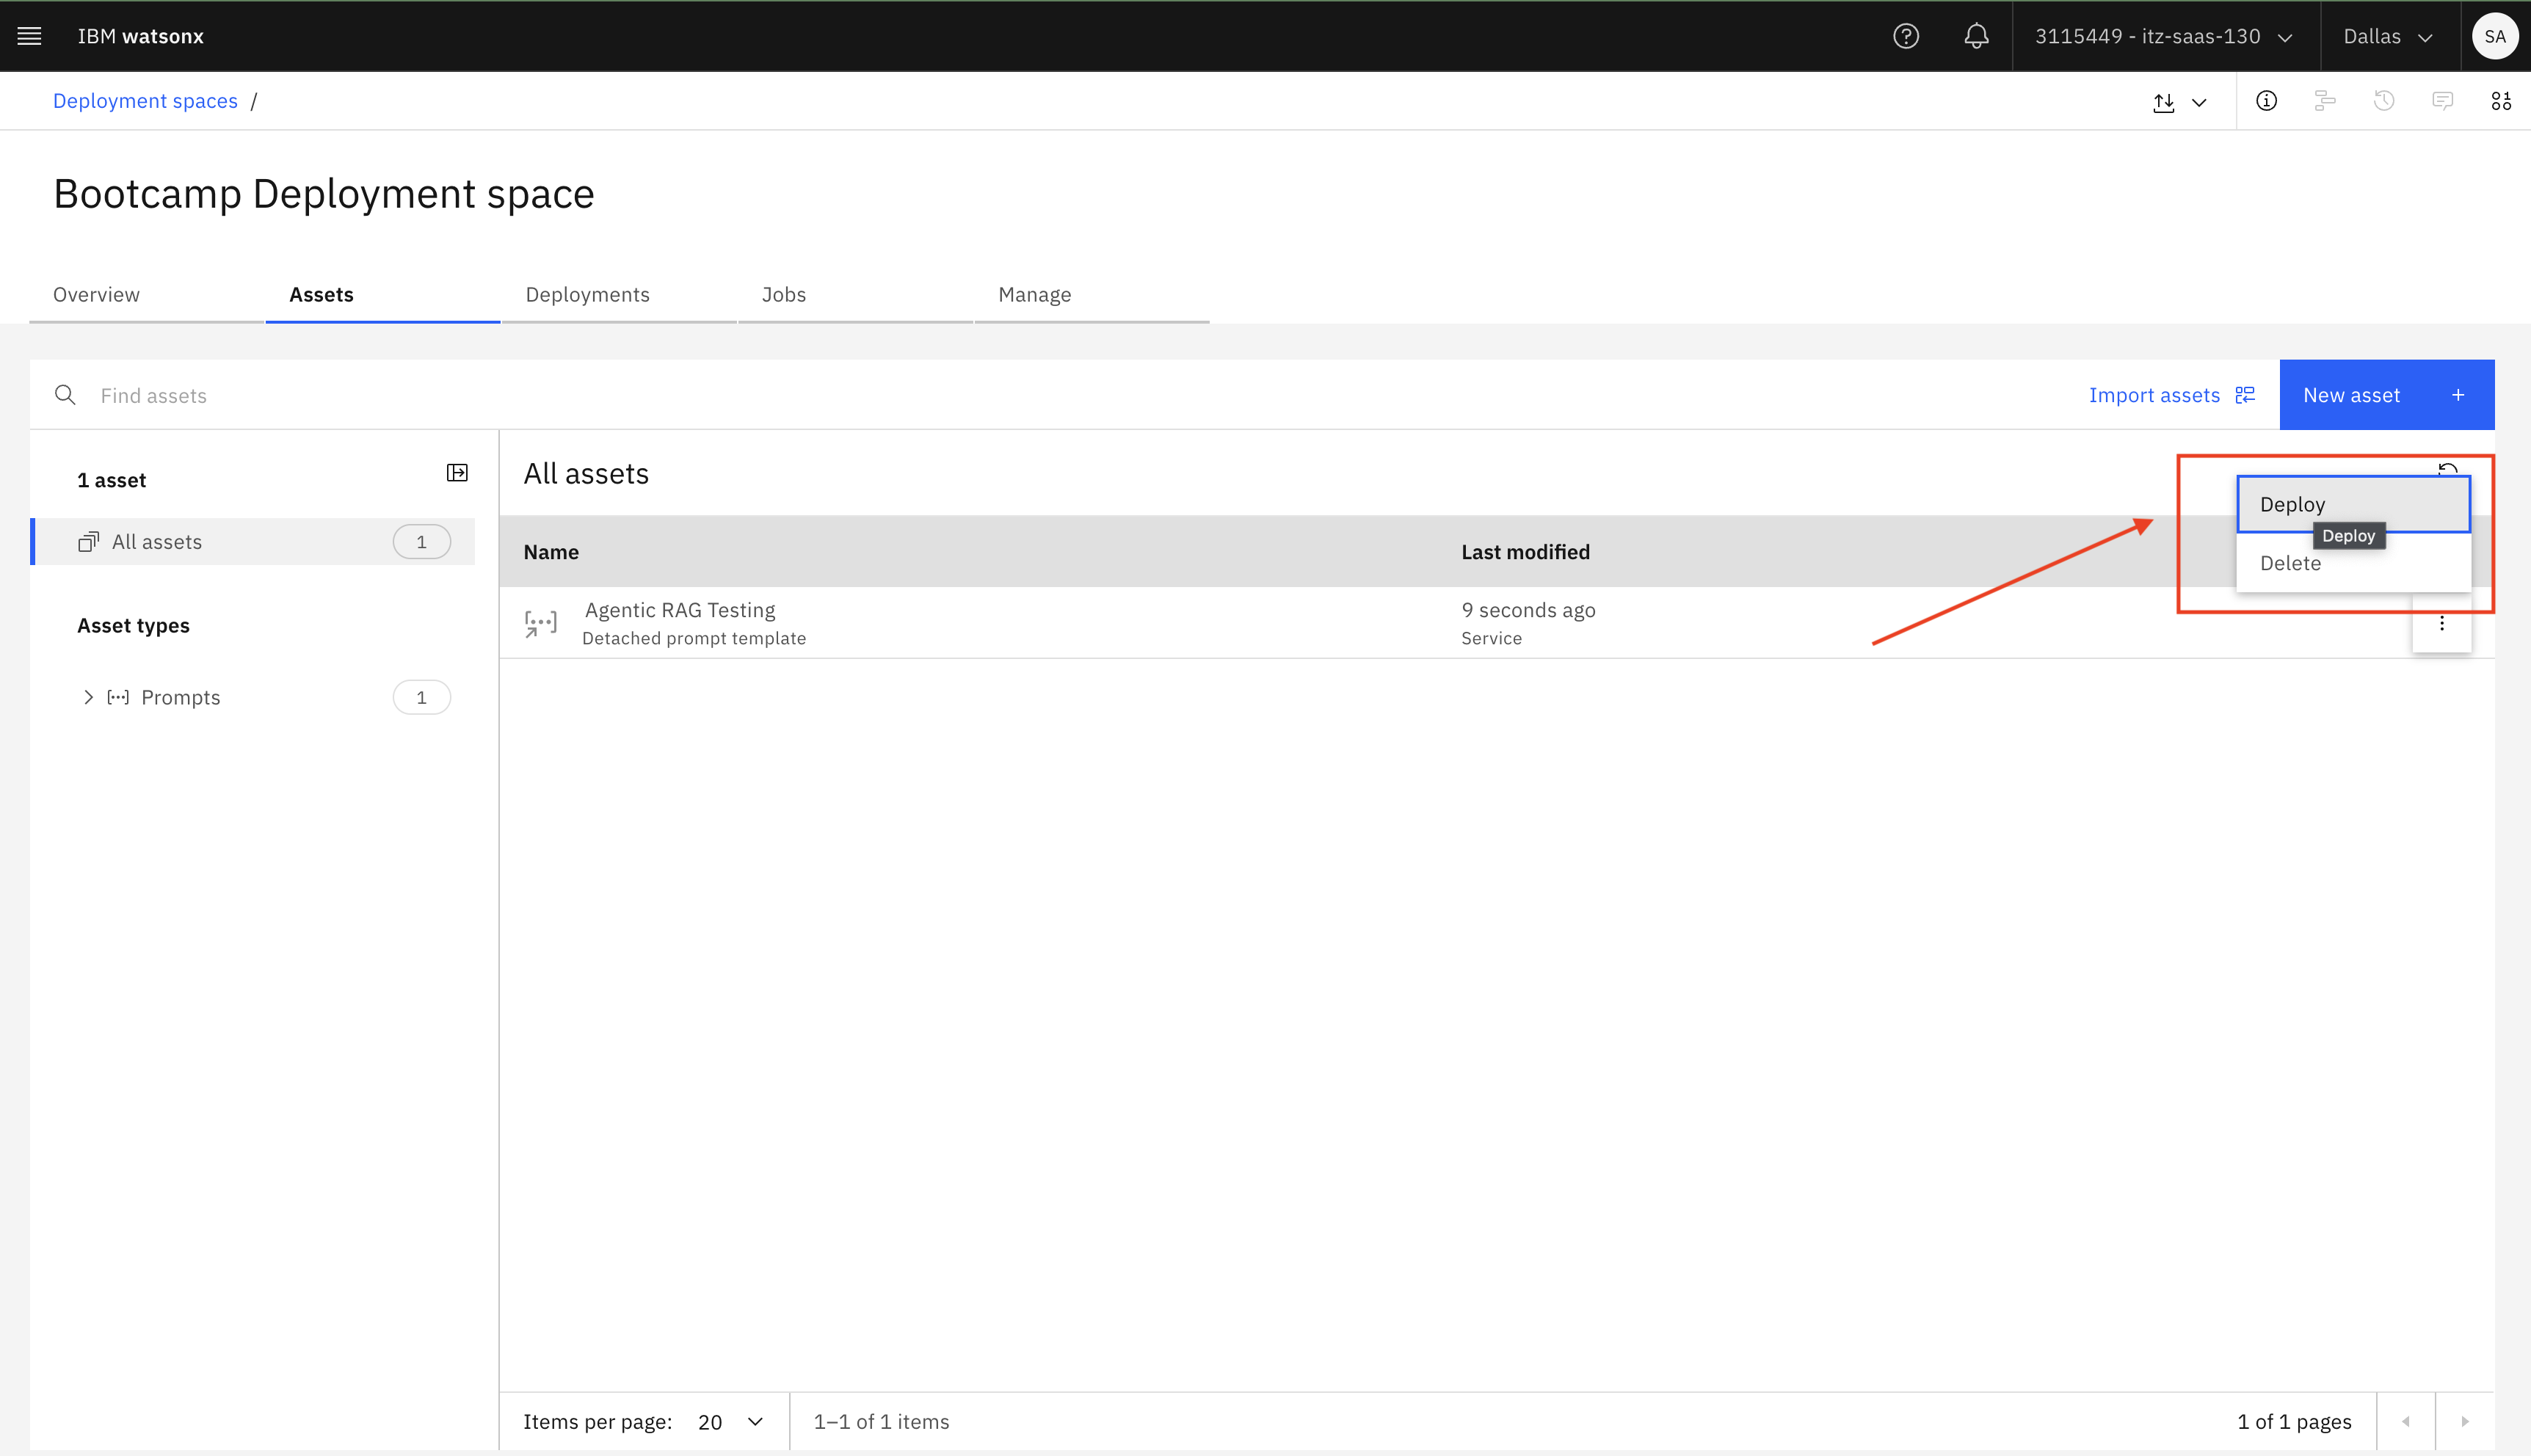 IBM watsonx
3115449 - itz-saas-130
Dallas
SA
Deployment spaces /
Bootcamp Deployment space
Overview
Assets
Deployments
Jobs
Manage
Find assets
Import assets
New asset +
1 asset
All assets 1
Asset types
Prompts 1
All assets
Name
Last modified
Deploy
Deploy
Delete
Agentic RAG Testing
Detached prompt template
9 seconds ago
Service
Items per page: 20
1–1 of 1 items
1 of 1 pages